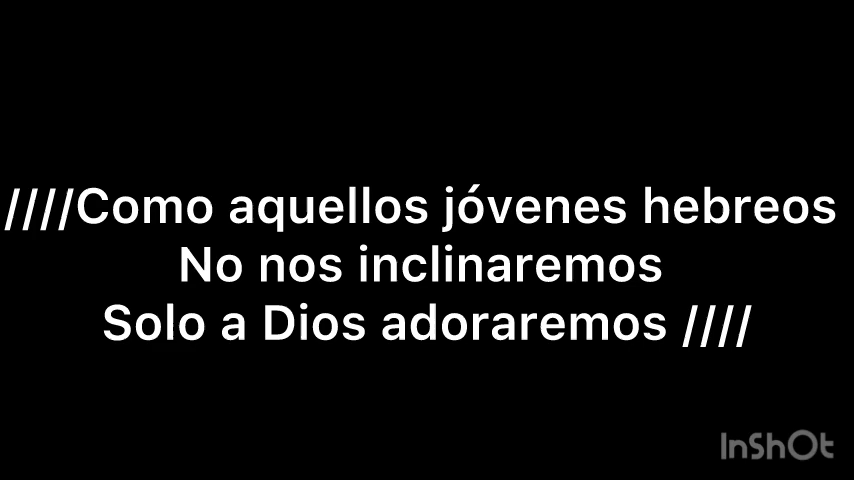 ////Como aquellos jóvenes hebreos
No nos inclinaremos
Solo a Dios adoraremos ////
InShOt